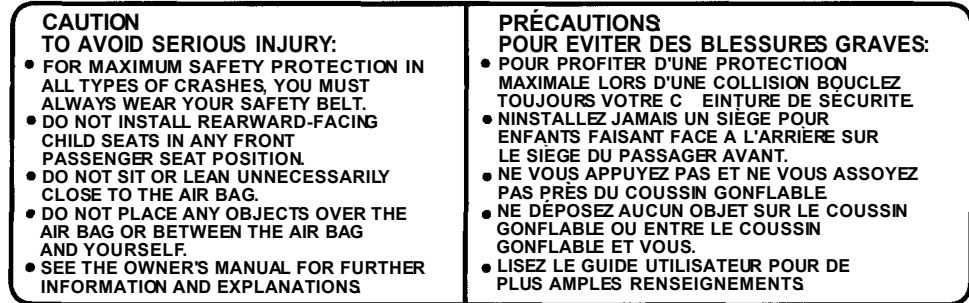 CAUTION
TO AVOID SERIOUS INJURY:
● FOR MAXIMUM SAFETY PROTECTION IN
ALL TYPES OF CRASHES, YOU MUST
ALWAYS WEAR YOUR SAFETY BELT.
● DO NOT INSTALL REARWARD-FACING
CHILD SEATS IN ANY FRONT
PASSENGER SEAT POSITION.
● DO NOT SIT OR LEAN UNNECESSARILY
CLOSE TO THE AIR BAG.
● DO NOT PLACE ANY OBJECTS OVER THE
AIR BAG OR BETWEEN THE AIR BAG
AND YOURSELF.
● SEE THE OWNER'S MANUAL FOR FURTHER
INFORMATION AND EXPLANATIONS.
PRÉCAUTIONS:
POUR EVITER DES BLESSURES GRAVES:
● POUR PROFITER D'UNE PROTECTIOON
MAXIMALE LORS D'UNE COLLISION BOUCLEZ
TOUJOURS VOTRE C EINTURE DE SÉCURITE.
● NINSTALLEZ JAMAIS UN SIÈGE POUR
ENFANTS FAISANT FACE A L'ARRIÈRE SUR
LE SIÈGE DU PASSAGER AVANT.
● NE VOUS APPUYEZ PAS ET NE VOUS ASSOYEZ
PAS PRÈS DU COUSSIN GONFLABLE.
● NE DÉPOSEZ AUCUN OBJET SUR LE COUSSIN
GONFLABLE OU ENTRE LE COUSSIN
GONFLABLE ET VOUS.
● LISEZ LE GUIDE UTILISATEUR POUR DE
PLUS AMPLES RENSEIGNEMENTS.